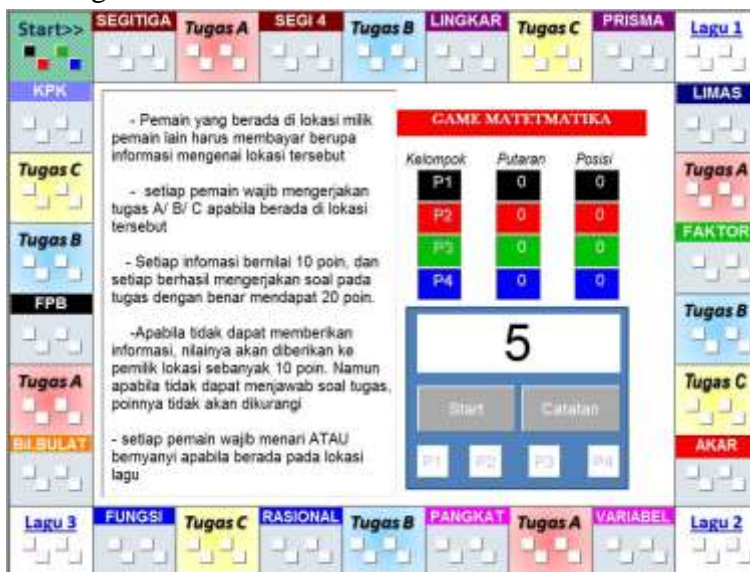 Start>>
SEGITIGA
Tugas A
SEGI 4
Tugas B
LINGKAR
Tugas C
PRISMA
Lagu 1
KPK
LIMAS
Tugas C
Tugas A
Tugas B
FAKTOR
FPB
Tugas B
Tugas A
Tugas C
Bil.BULAT
AKAR
- Pemain yang berada di lokasi milik
pemain lain harus membayar berupa
informasi mengenai lokasi tersebut
- setiap pemain wajib mengerjakan
tugas A/ B/ C apabila berada di lokasi
tersebut
- Setiap infomasi bernilai 10 poin, dan
setiap berhasil mengerjakan soal pada
tugas dengan benar mendapat 20 poin.
-Apabila tidak dapat memberikan
informasi, nilainya akan diberikan ke
pemilik lokasi sebanyak 10 poin. Namun
apabila tidak dapat menjawab soal tugas,
poinnya tidak akan dikurangi
- setiap pemain wajib menari ATAU
bernyanyi apabila berada pada lokasi
lagu
GAME MATETMATIKA
Kelompok Putaran Posisi
P1 0 0
P2 0 0
P3 0 0
P4 0 0
5
Start Catatan
P1 P2 P3 P4
Lagu 3
FUNGSI
Tugas C
RASIONAL
Tugas B
PANGKAT
Tugas A
VARIABEL
Lagu 2